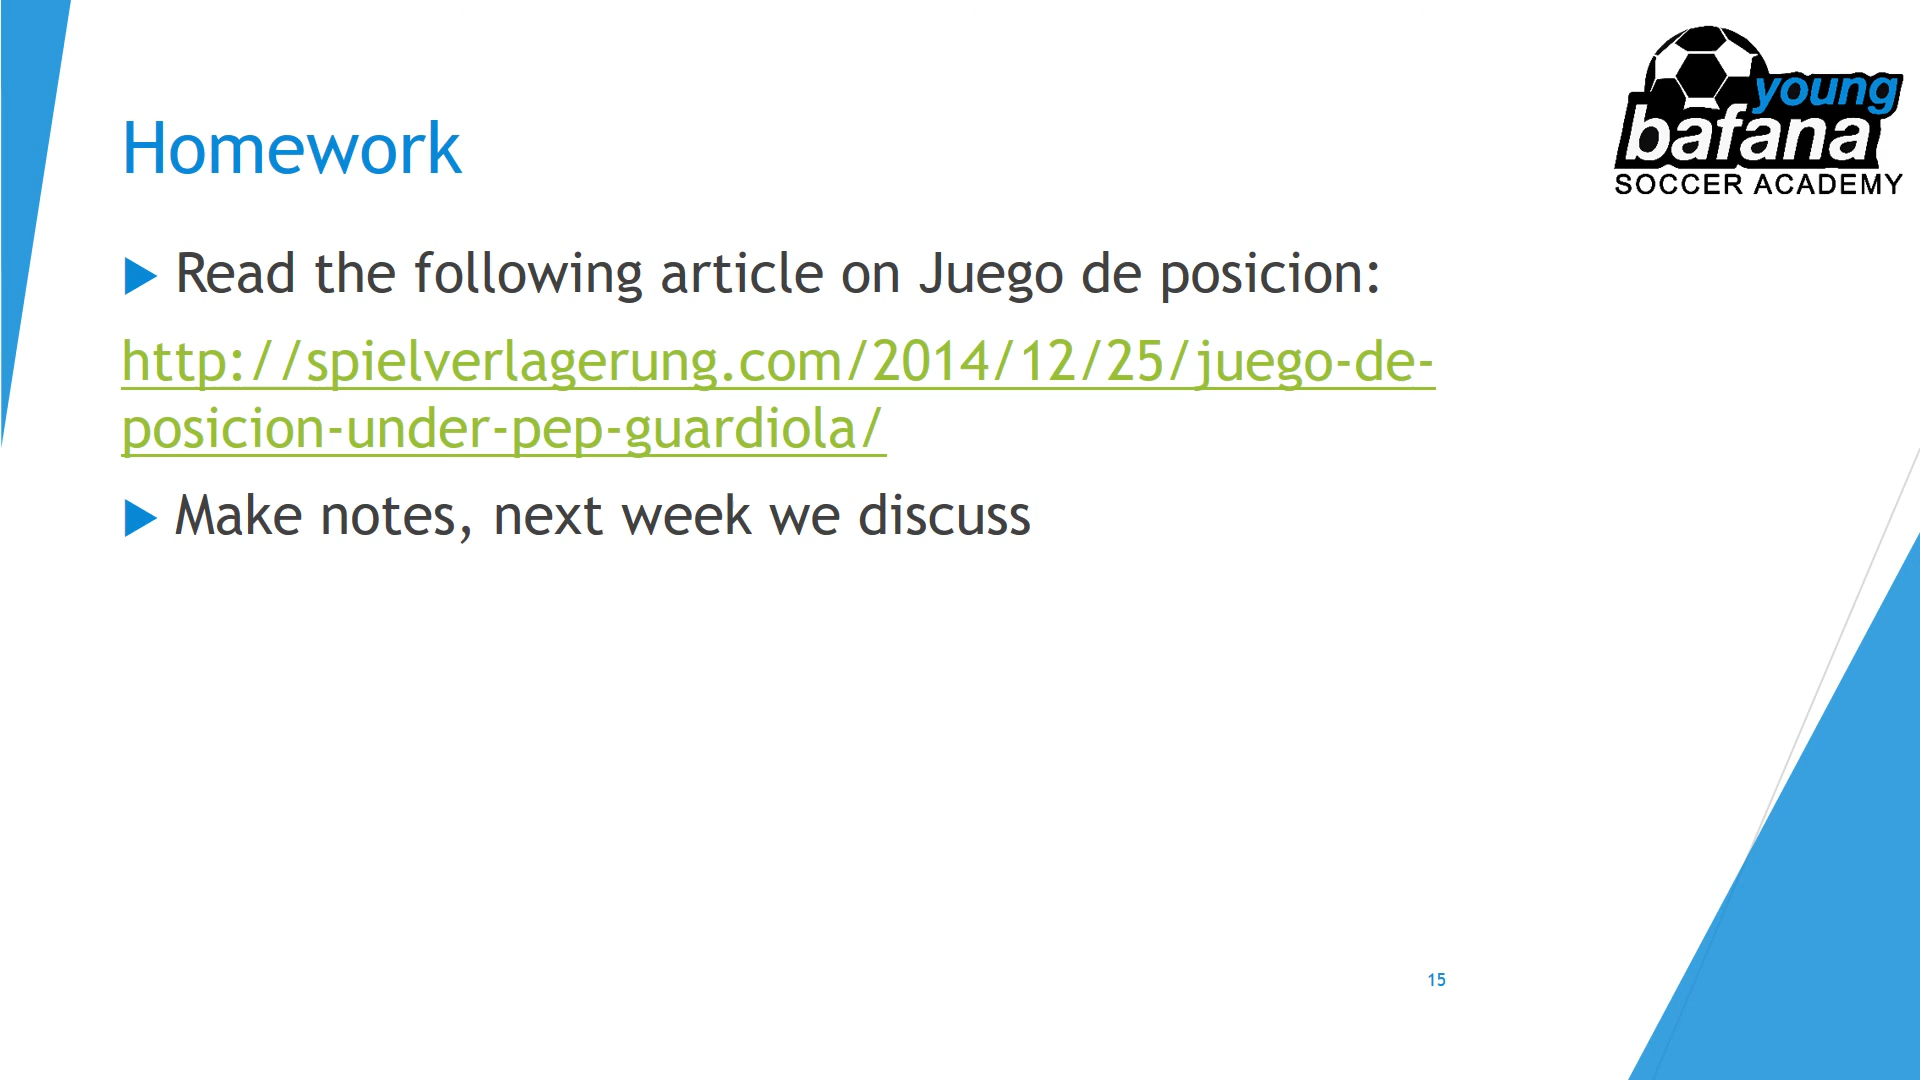 young
bafana
SOCCER ACADEMY
Homework
Read the following article on Juego de posicion:
http://spielverlagerung.com/2014/12/25/juego-de-
posicion-under-pep-guardiola/
Make notes, next week we discuss
15